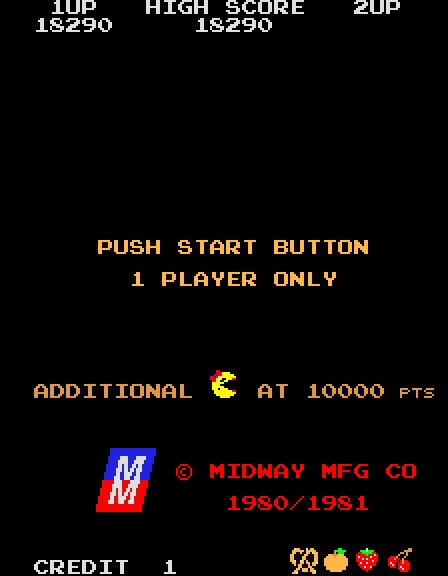 1UP HIGH SCORE 2UP
18290 18290
PUSH START BUTTON
1 PLAYER ONLY
ADDITIONAL AT 10000 PTS
M
M
© MIDWAY MFG CO
1980/1981
CREDIT 1